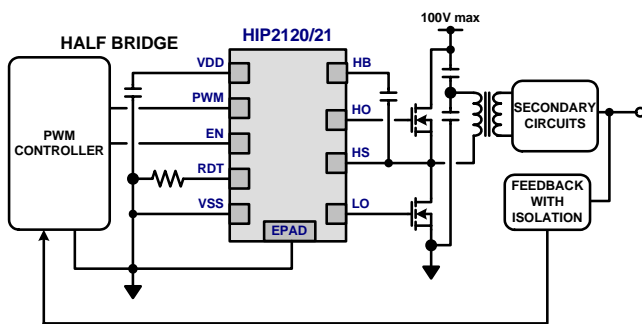 100V max
HALF BRIDGE
HIP2120/21
VDD
HB
PWM
HO
EN
HS
RDT
VSS
LO
EPAD
PWM
CONTROLLER
SECONDARY
CIRCUITS
FEEDBACK
WITH
ISOLATION